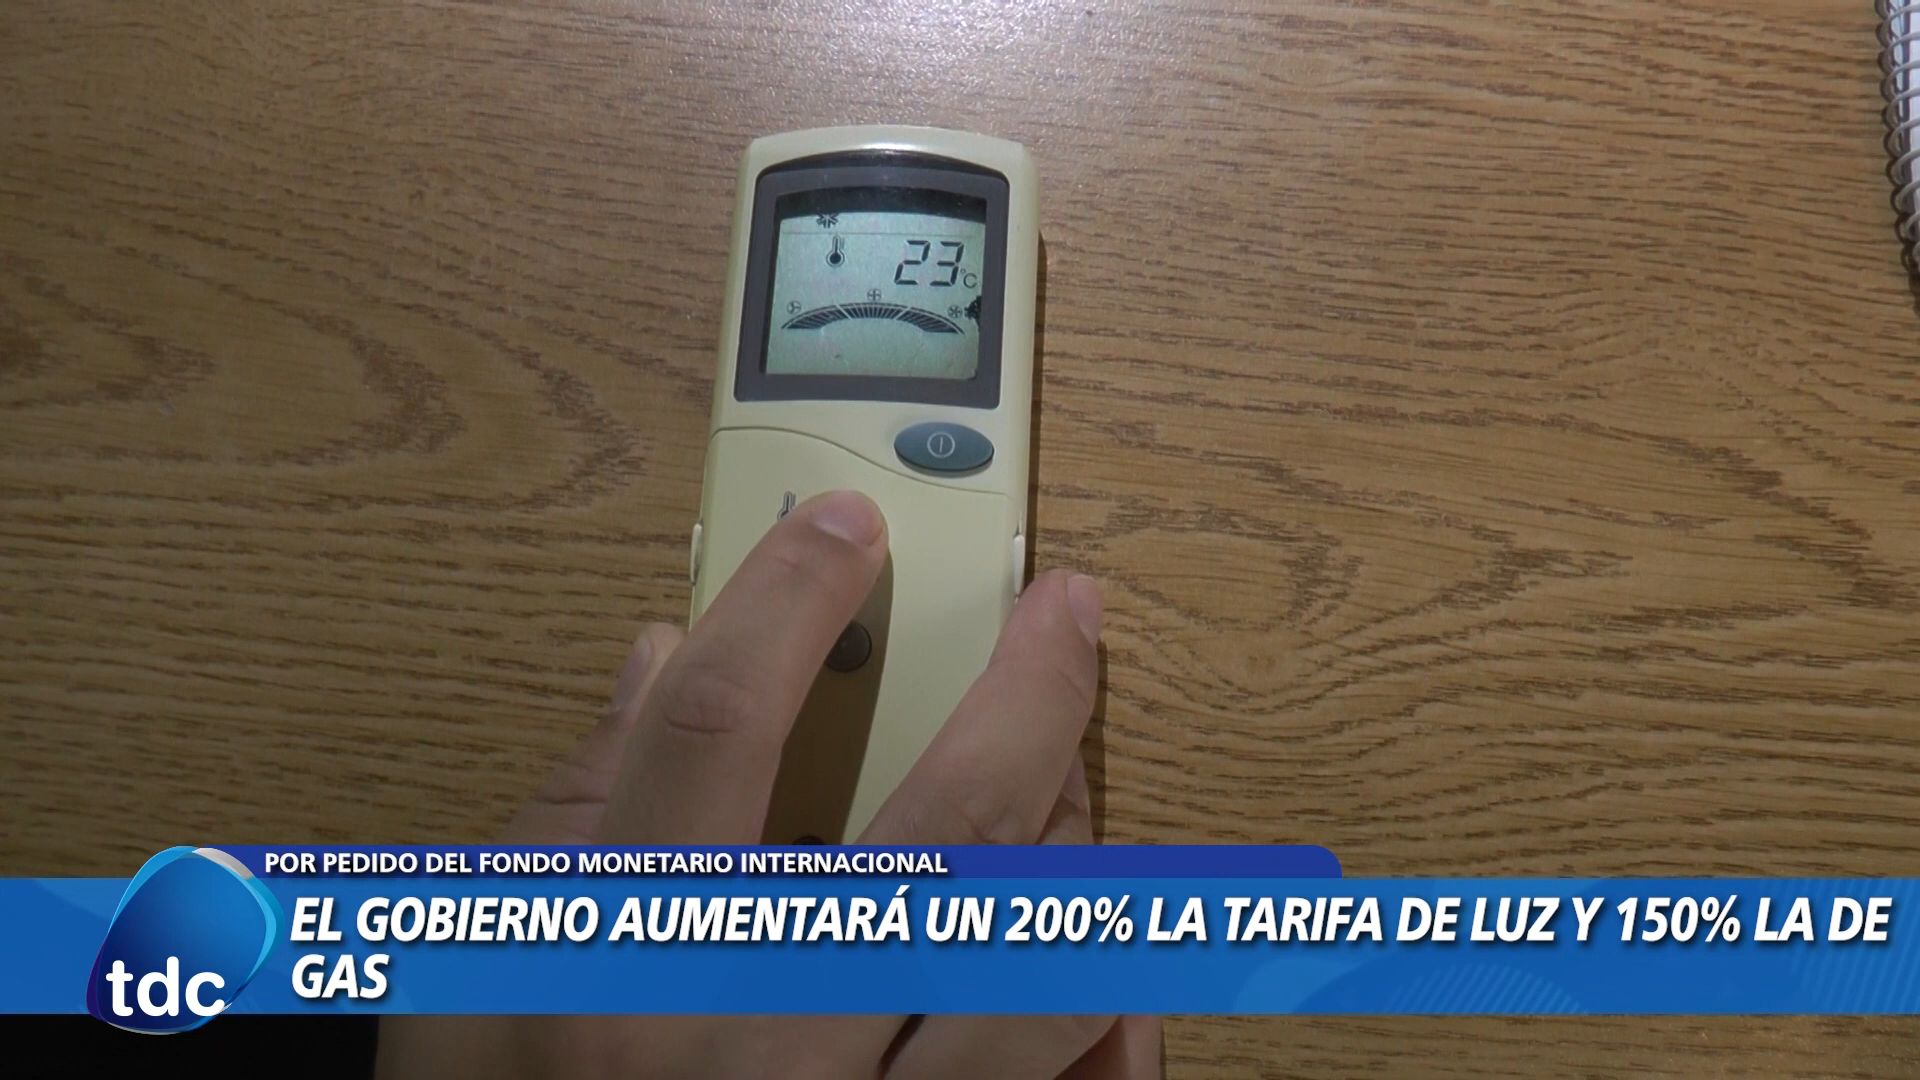 23°C
POR PEDIDO DEL FONDO MONETARIO INTERNACIONAL
EL GOBIERNO AUMENTARÁ UN 200% LA TARIFA DE LUZ Y 150% LA DE
GAS
tdc